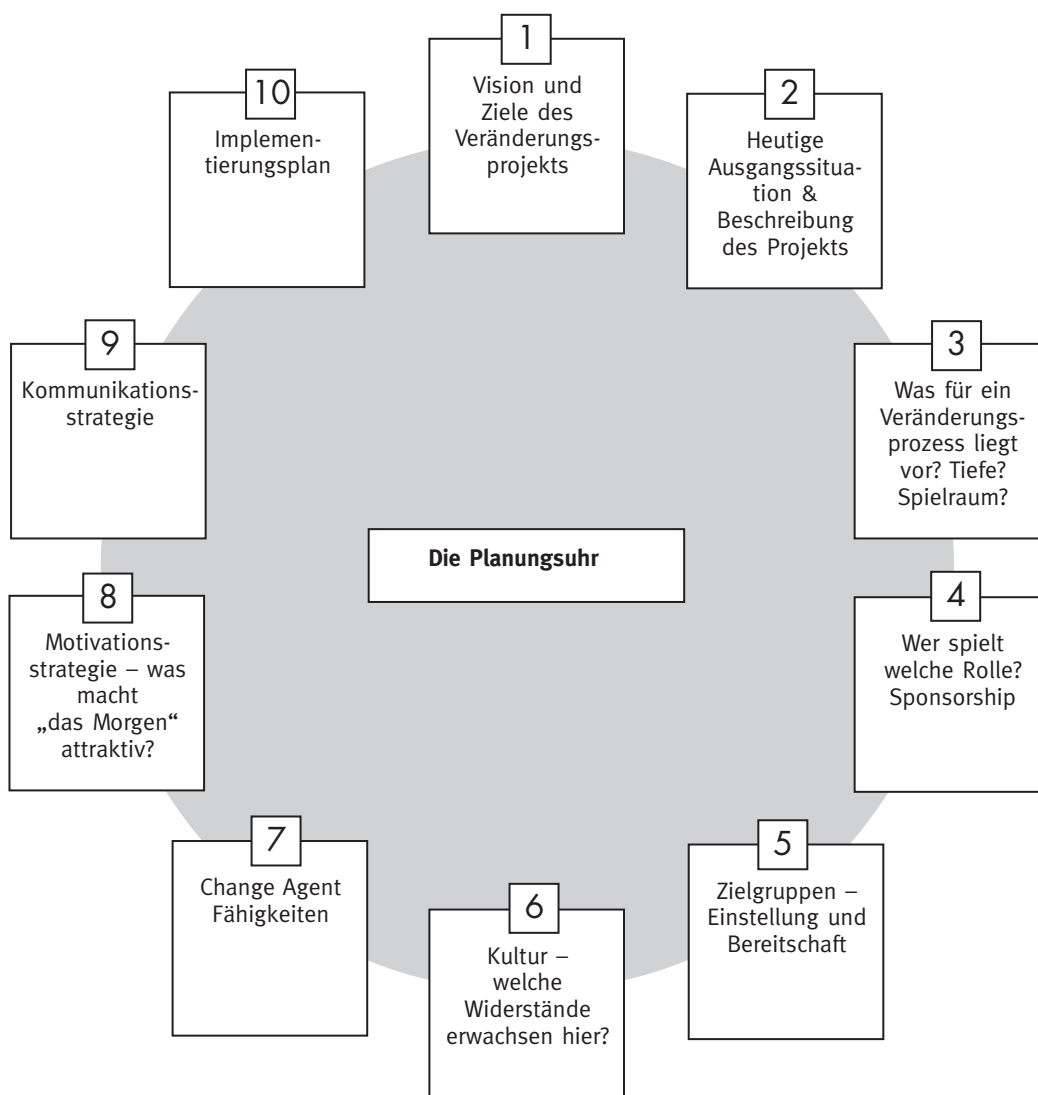 1
Vision und
Ziele des
Veränderungs-
projekts
2
Heutige
Ausgangssitua-
tion &
Beschreibung
des Projekts
3
Was für ein
Veränderungs-
prozess liegt
vor? Tiefe?
Spielraum?
4
Wer spielt
welche Rolle?
Sponsorship
5
Zielgruppen –
Einstellung und
Bereitschaft
6
Kultur –
welche
Widerstände
erwachsen hier?
7
Change Agent
Fähigkeiten
8
Motivations-
strategie – was
macht
„das Morgen“
attraktiv?
9
Kommunikations-
strategie
10
Implemen-
tierungsplan
Die Planungsuhr